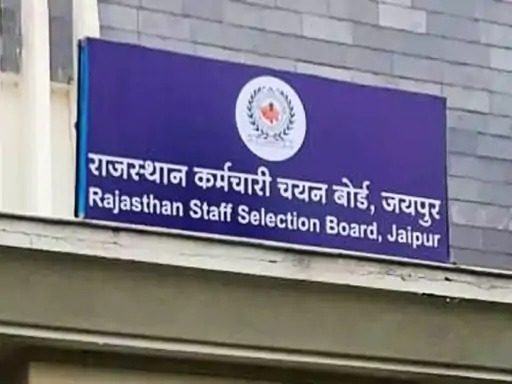 राजस्थान कर्मचारी चयन बोर्ड, जयपुर
Rajasthan Staff Selection Board, Jaipur